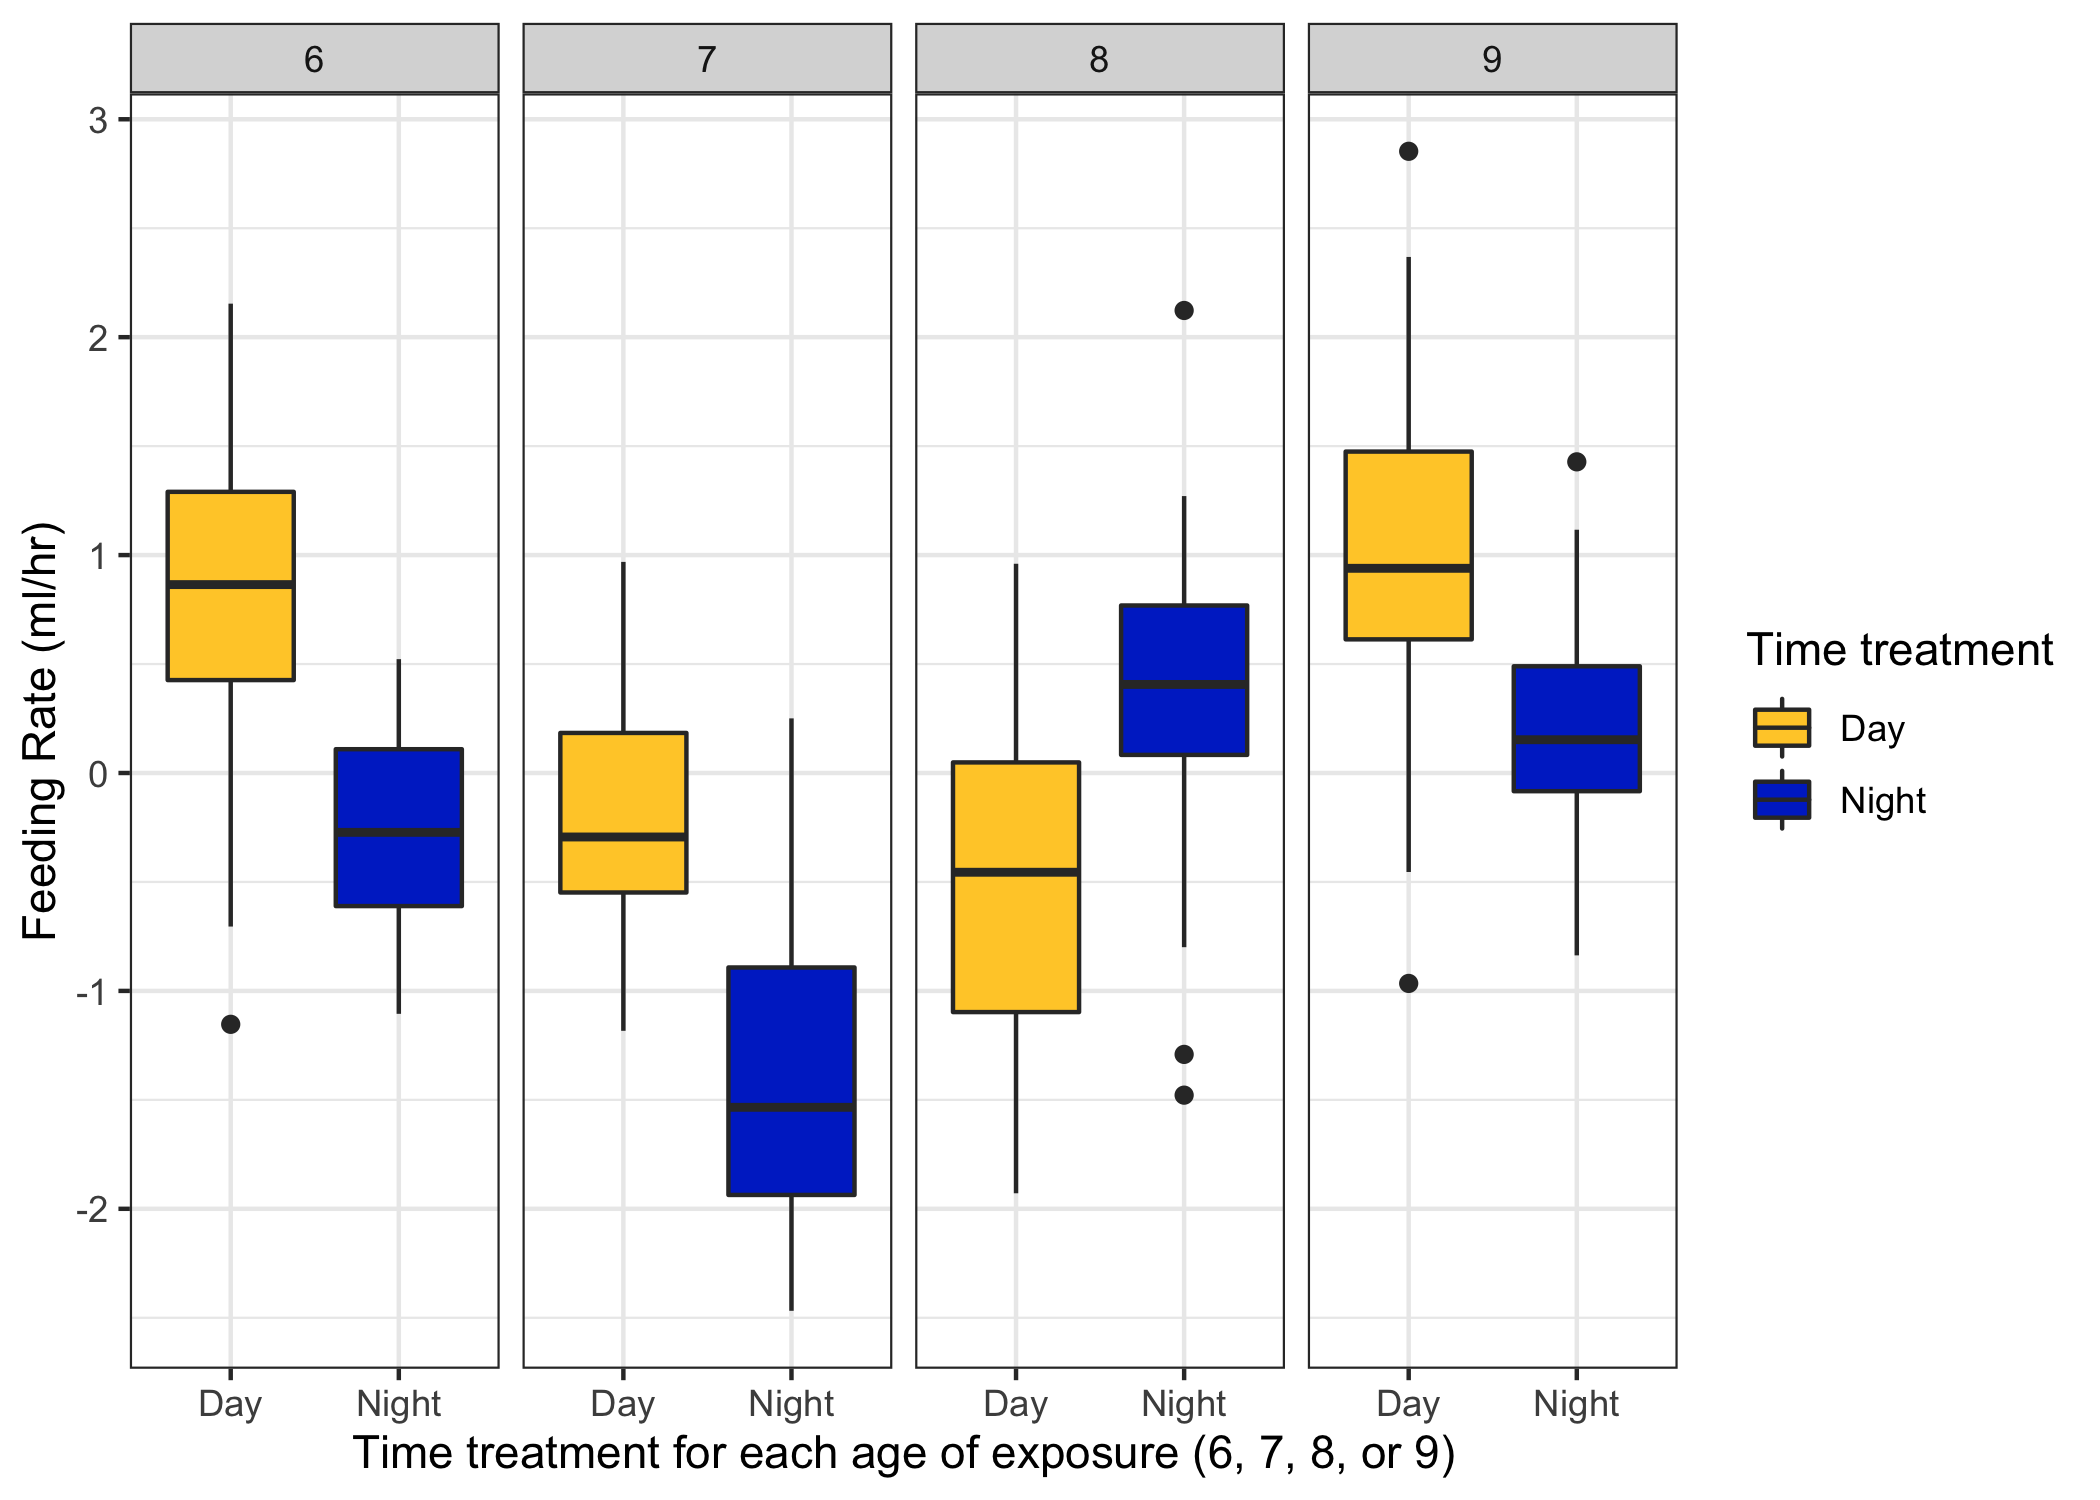 6 7 8 9
3
2
1
0
-1
-2
Feeding Rate (ml/hr)
Day Night Day Night Day Night Day Night
Time treatment for each age of exposure (6, 7, 8, or 9)
Time treatment
Day
Night